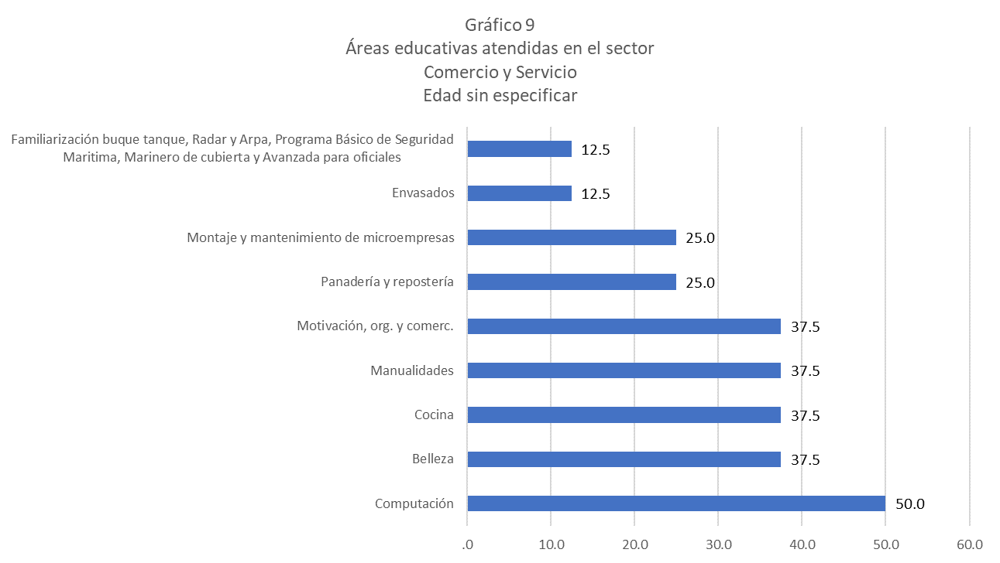 Gráfico 9
Áreas educativas atendidas en el sector
Comercio y Servicio
Edad sin especificar
Familiarización buque tanque, Radar y Arpa, Programa Básico de Seguridad
Maritima, Marinero de cubierta y Avanzada para oficiales
12.5
Envasados
12.5
Montaje y mantenimiento de microempresas
25.0
Panadería y repostería
25.0
Motivación, org. y comerc.
37.5
Manualidades
37.5
Cocina
37.5
Belleza
37.5
Computación
50.0
.0 10.0 20.0 30.0 40.0 50.0 60.0